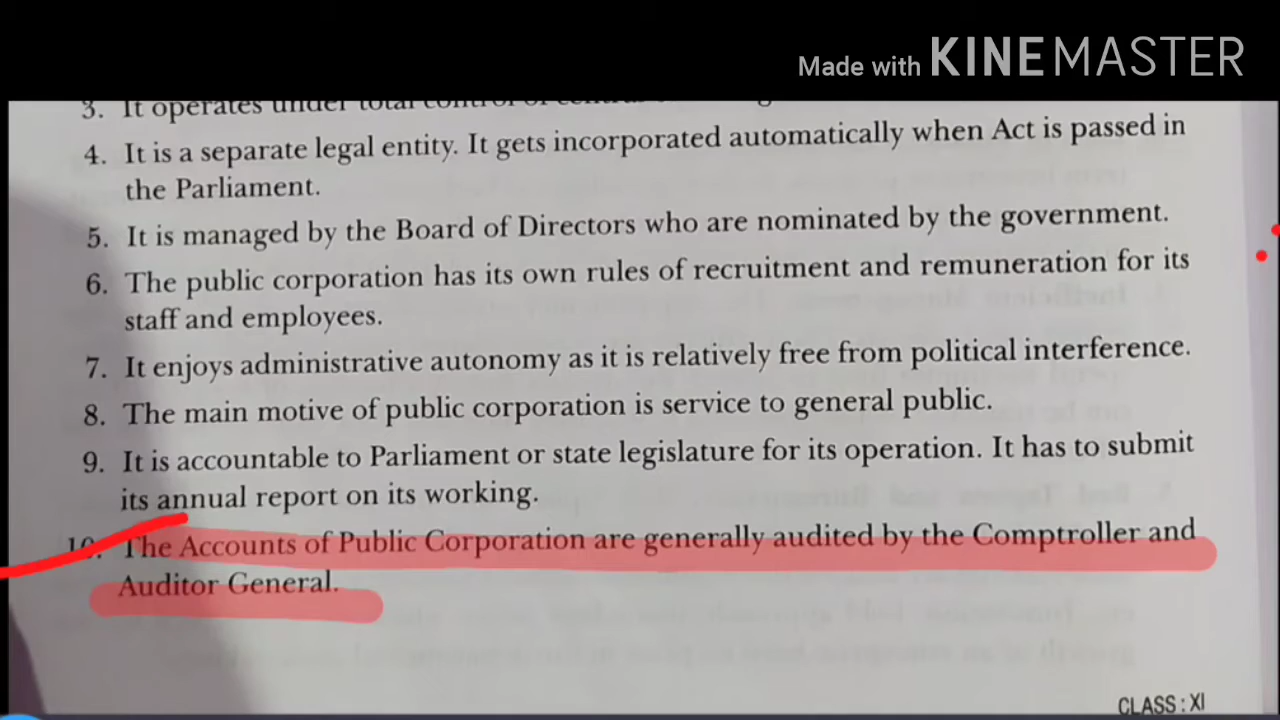 Made with KINEMASTER
3. It operates under total control of
4. It is a separate legal entity. It gets incorporated automatically when Act is passed in
the Parliament.
5. It is managed by the Board of Directors who are nominated by the government.
6. The public corporation has its own rules of recruitment and remuneration for its
staff and employees.
7. It enjoys administrative autonomy as it is relatively free from political interference.
8. The main motive of public corporation is service to general public.
9. It is accountable to Parliament or state legislature for its operation. It has to submit
its annual report on its working.
10. The Accounts of Public Corporation are generally audited by the Comptroller and
Auditor General.
CLASS : XI